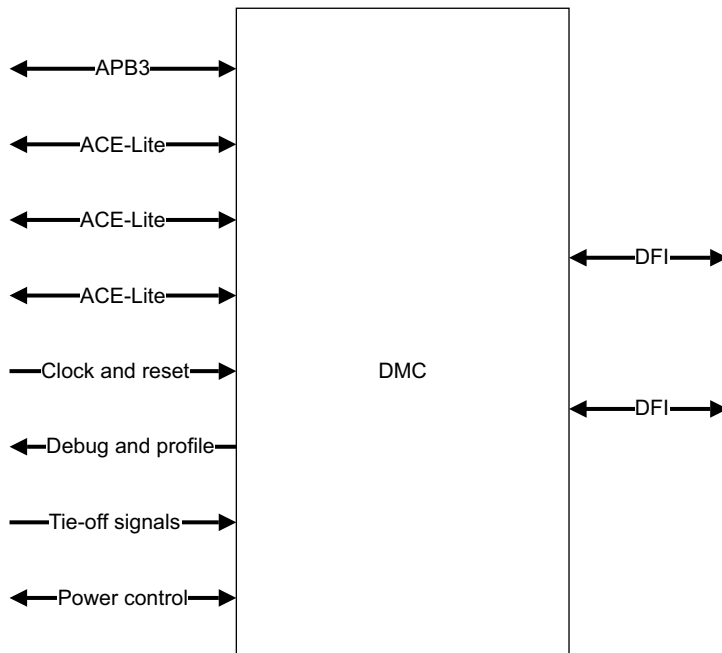 APB3
ACE-Lite
ACE-Lite
DFI
ACE-Lite
Clock and reset
DMC
DFI
Debug and profile
Tie-off signals
Power control